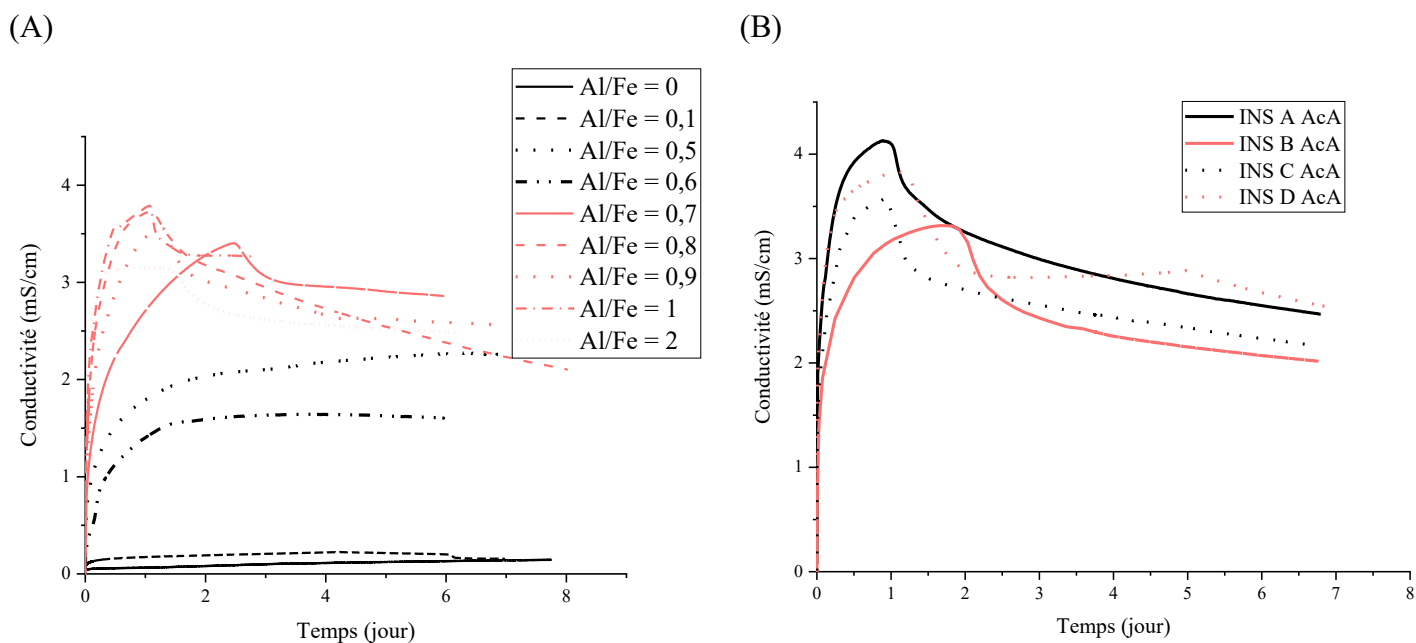 (A)
Al/Fe = 0
Al/Fe = 0,1
Al/Fe = 0,5
Al/Fe = 0,6
Al/Fe = 0,7
Al/Fe = 0,8
Al/Fe = 0,9
Al/Fe = 1
Al/Fe = 2
4
3
2
1
0
Conductivité (mS/cm)
0
2
4
6
8
Temps (jour)
(B)
INS A AcA
INS B AcA
INS C AcA
INS D AcA
4
3
2
1
0
Conductivité (mS/cm)
0
1
2
3
4
5
6
7
8
Temps (jour)